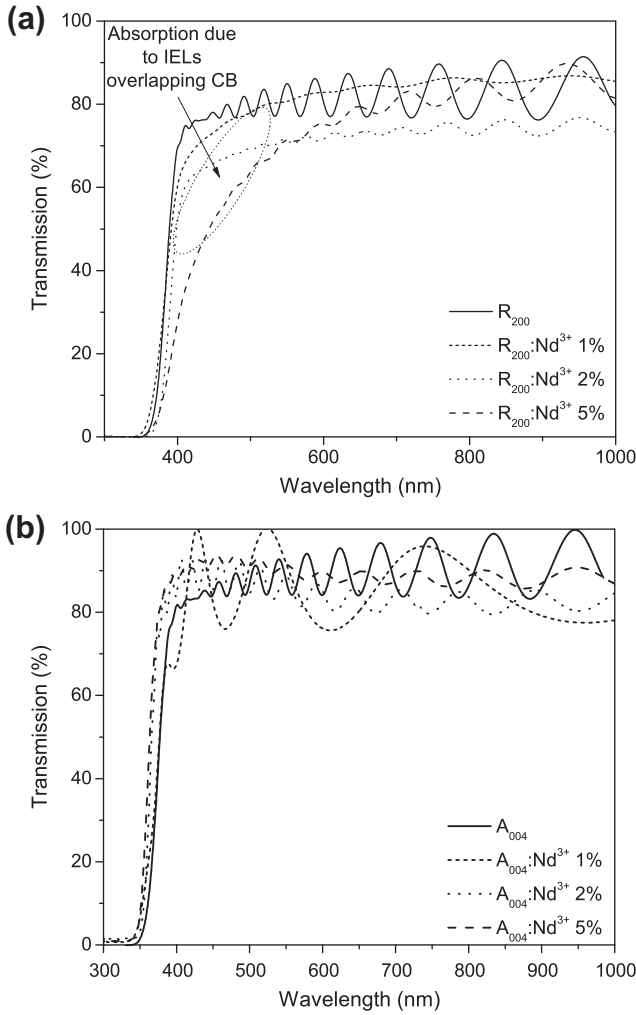 (a)
Absorption due
to IELs
overlapping CB
100
80
60
40
20
0
Transmission (%)
R200
R200:Nd3+ 1%
R200:Nd3+ 2%
R200:Nd3+ 5%
400 600 800 1000
Wavelength (nm)
(b)
100
80
60
40
20
0
Transmission (%)
A004
A004:Nd3+ 1%
A004:Nd3+ 2%
A004:Nd3+ 5%
300 400 500 600 700 800 900 1000
Wavelength (nm)